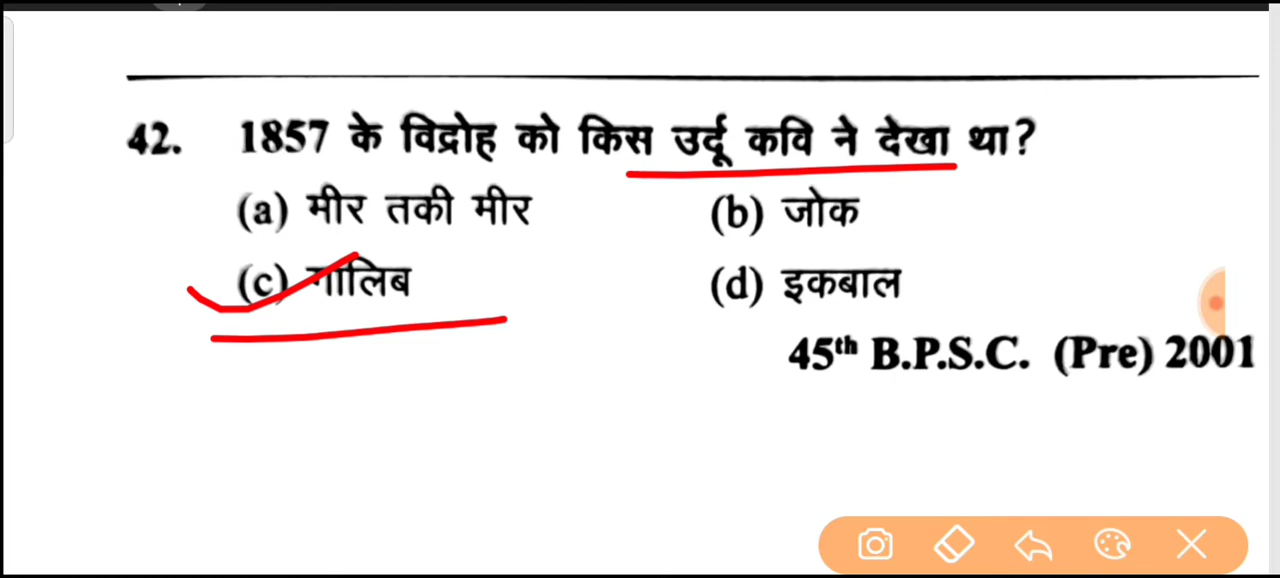 42. 1857 के विद्रोह को किस उर्दू कवि ने देखा था?
(a) मीर तकी मीर (b) जोक
(c) गालिब (d) इकबाल
45th B.P.S.C. (Pre) 2001